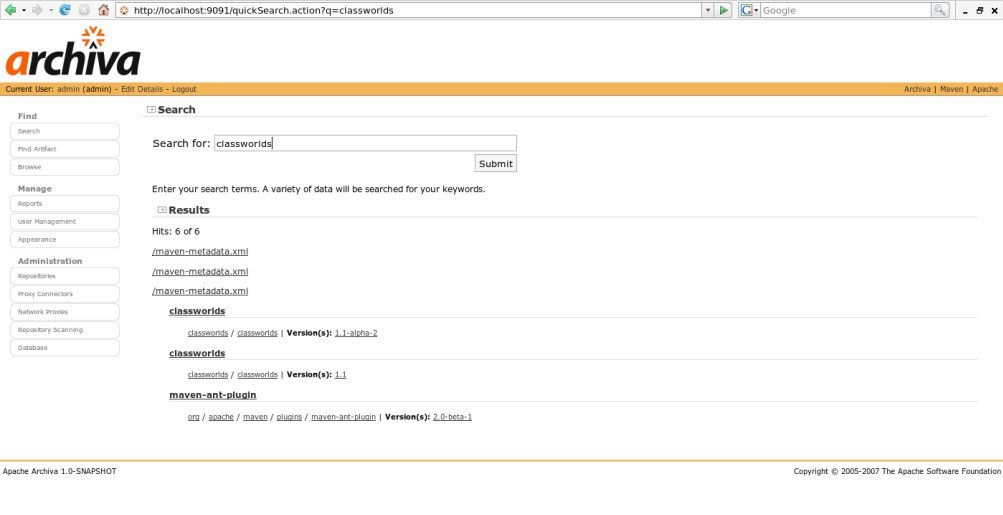 http://localhost:9091/quickSearch.action?q=classworlds
G Google
archiva
Current User: admin (admin) - Edit Details - Logout
Archiva | Maven | Apache
Find
Search
Find Artifact
Browse
Manage
Reports
User Management
Appearance
Administration
Repositories
Proxy Connectors
Network Proxies
Repository Scanning
Database
Search
Search for: classworlds
Submit
Enter your search terms. A variety of data will be searched for your keywords.
Results
Hits: 6 of 6
/maven-metadata.xml
/maven-metadata.xml
/maven-metadata.xml
classworlds
classworlds / classworlds | Version(s): 1.1-alpha-2
classworlds
classworlds / classworlds | Version(s): 1.1
maven-ant-plugin
org / apache / maven / plugins / maven-ant-plugin | Version(s): 2.0-beta-1
Apache Archiva 1.0-SNAPSHOT
Copyright © 2005-2007 The Apache Software Foundation